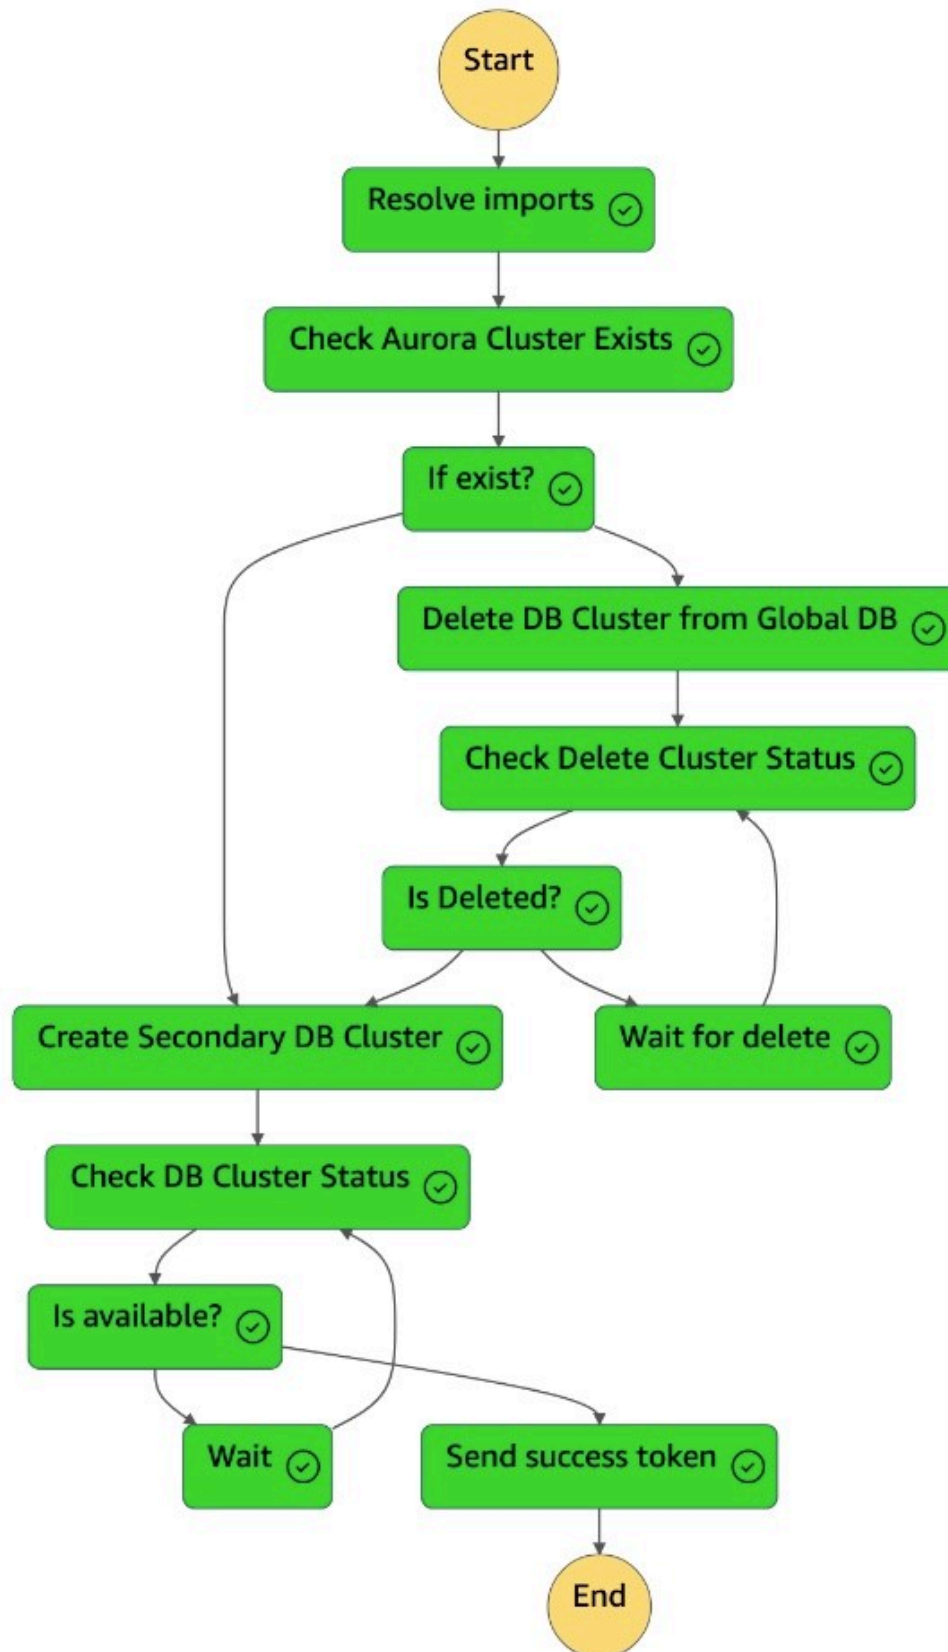 Start
Resolve imports
Check Aurora Cluster Exists
If exist?
Delete DB Cluster from Global DB
Check Delete Cluster Status
Is Deleted?
Create Secondary DB Cluster
Wait for delete
Check DB Cluster Status
Is available?
Wait
Send success token
End